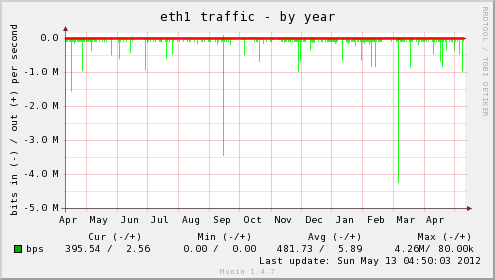 eth1 traffic - by year
RRDTOOL / TOBI OETIKER
bits in (-) / out (+) per second
0.0
-1.0 M
-2.0 M
-3.0 M
-4.0 M
-5.0 M
Apr May Jun Jul Aug Sep Oct Nov Dec Jan Feb Mar Apr
Cur (-/+) Min (-/+) Avg (-/+) Max (-/+)
bps 395.54 / 2.56 0.00 / 0.00 481.73 / 5.89 4.26M/ 80.00k
Last update: Sun May 13 04:50:03 2012
Munin 1.4.7